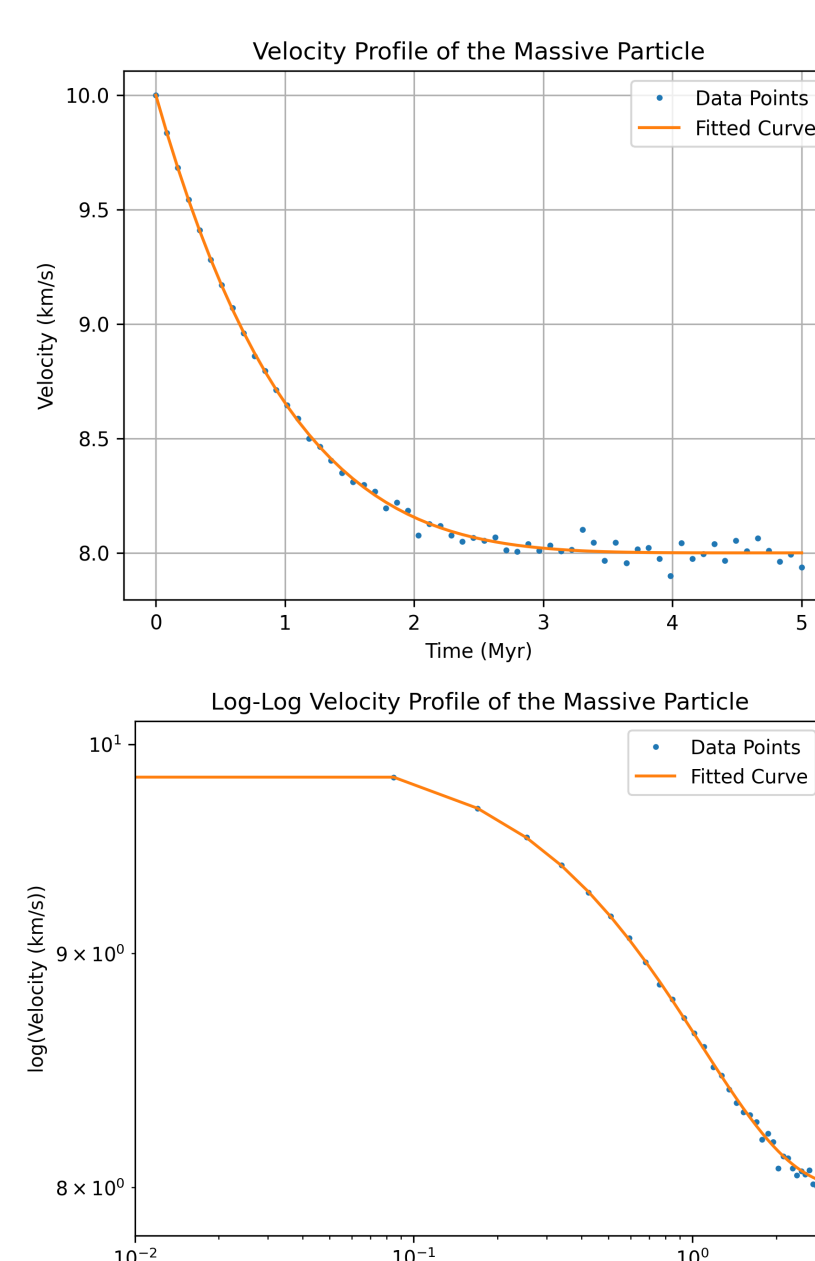 Velocity Profile of the Massive Particle
Data Points
Fitted Curve
10.0
9.5
9.0
8.5
8.0
Velocity (km/s)
0 1 2 3 4 5
Time (Myr)
Log-Log Velocity Profile of the Massive Particle
Data Points
Fitted Curve
10¹
9 × 10⁰
8 × 10⁰
log(Velocity (km/s))
10⁻² 10⁻¹ 10⁰